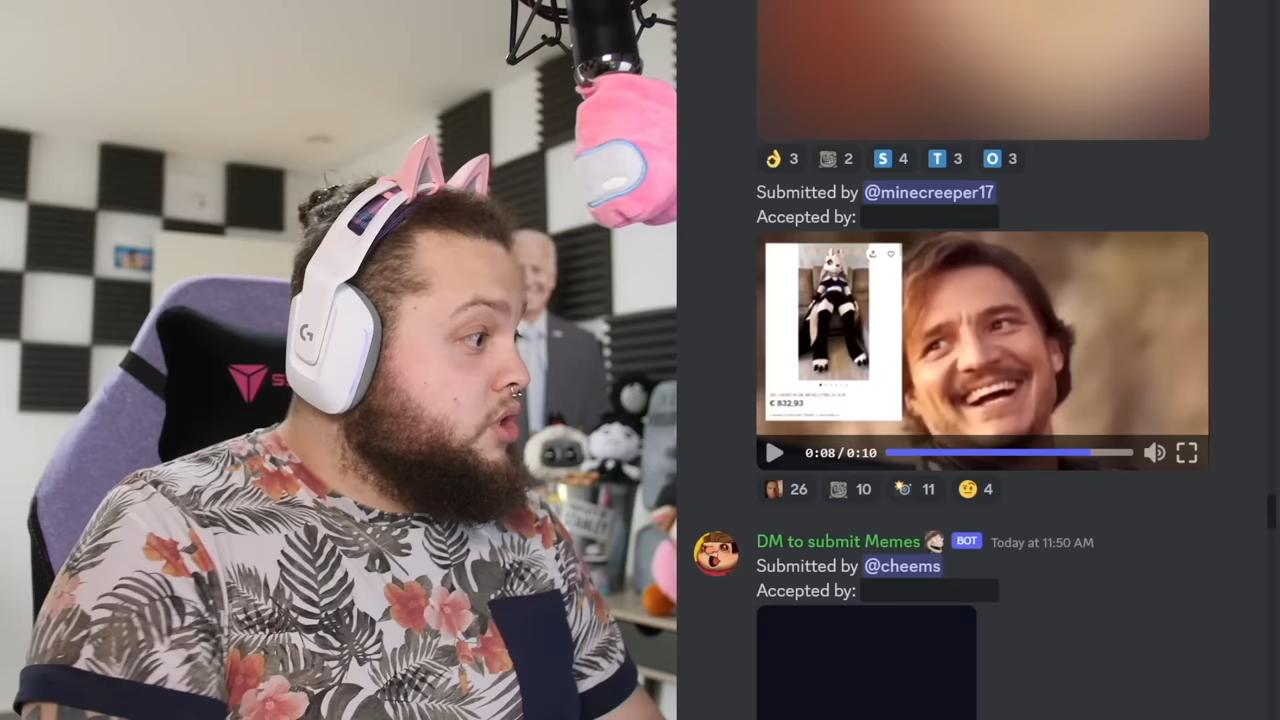 3 2 S 4 T 3 O 3
Submitted by @minecreeper17
Accepted by:
€ 832,93
0:08/0:10
26 10 11 4
DM to submit Memes BOT Today at 11:50 AM
Submitted by @cheems
Accepted by:
G